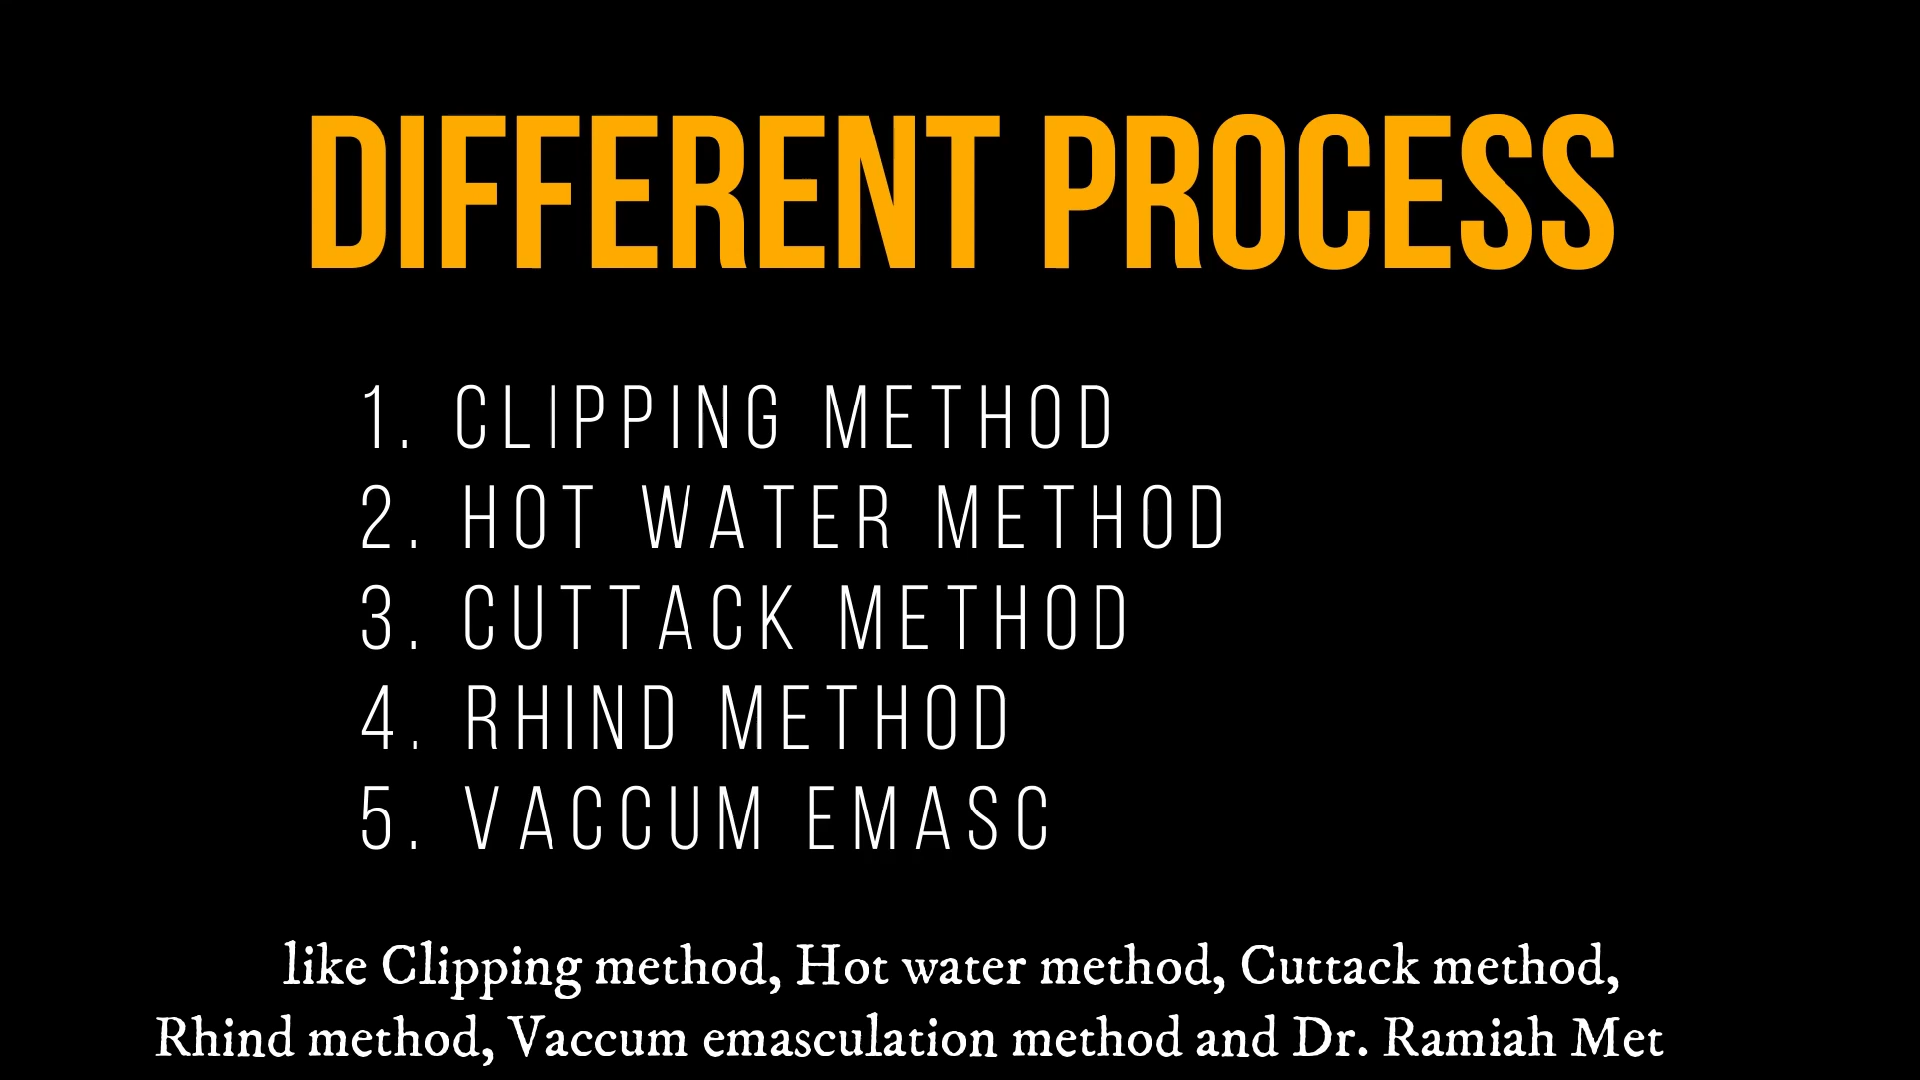 DIFFERENT PROCESS
1. CLIPPING METHOD
2. HOT WATER METHOD
3. CUTTACK METHOD
4. RHIND METHOD
5. VACCUM EMASC
like Clipping method, Hot water method, Cuttack method,
Rhind method, Vaccum emasculation method and Dr. Ramiah Met